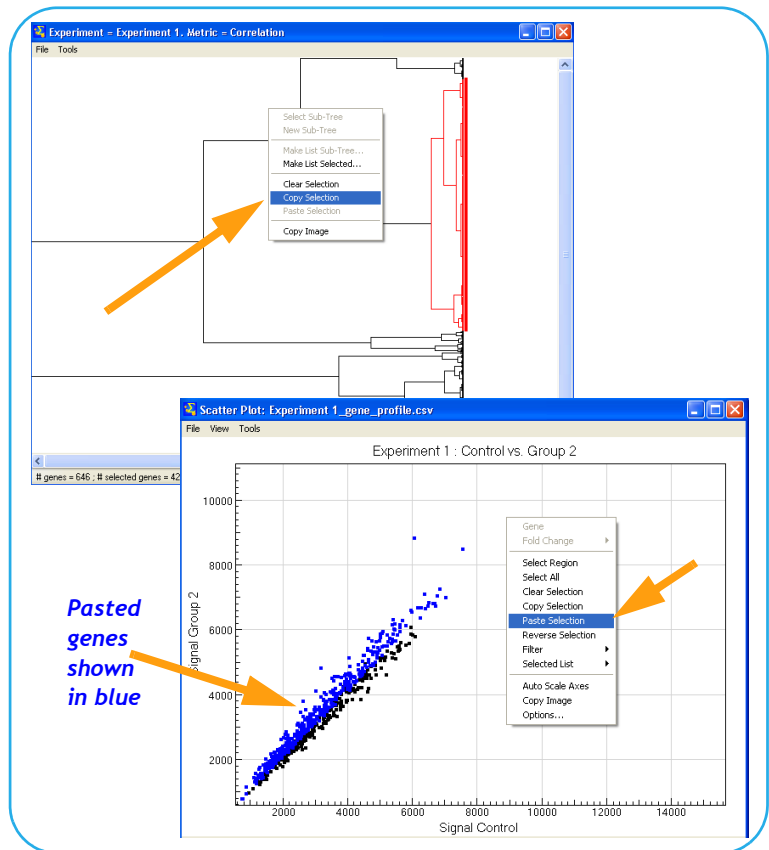 Experiment = Experiment 1, Metric = Correlation
File Tools
Select Sub-Tree
New Sub-Tree
Make List Sub-Tree...
Make List Selected...
Clear Selection
Copy Selection
Paste Selection
Copy Image
# genes = 646 ; # selected genes = 42
Scatter Plot: Experiment 1_gene_profile.csv
File View Tools
Experiment 1 : Control vs. Group 2
10000
8000
6000
4000
2000
Signal Group 2
2000 4000 6000 8000 10000 12000 14000
Signal Control
Gene
Fold Change
Select Region
Select All
Clear Selection
Copy Selection
Paste Selection
Reverse Selection
Filter
Selected List
Auto Scale Axes
Copy Image
Options...
Pasted
genes
shown
in blue